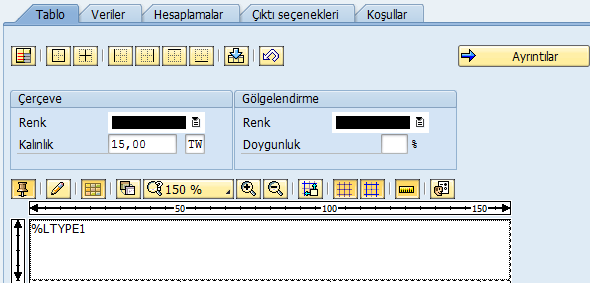 Tablo Veriler Hesaplamalar Çıktı seçenekleri Koşullar
Ayrıntılar
Çerçeve Gölgelendirme
Renk Renk
Kalınlık 15,00 TW Doygunluk %
150 %
50 100 150
%LTYPE1